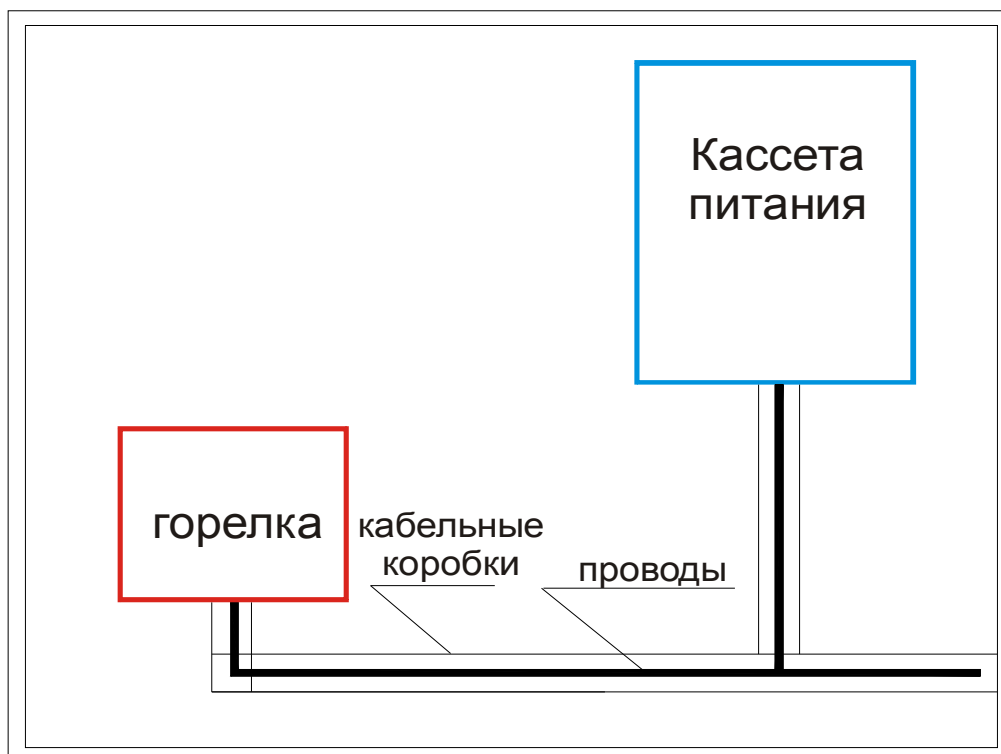 Кассета
питания
горелка
кабельные
коробки
проводы